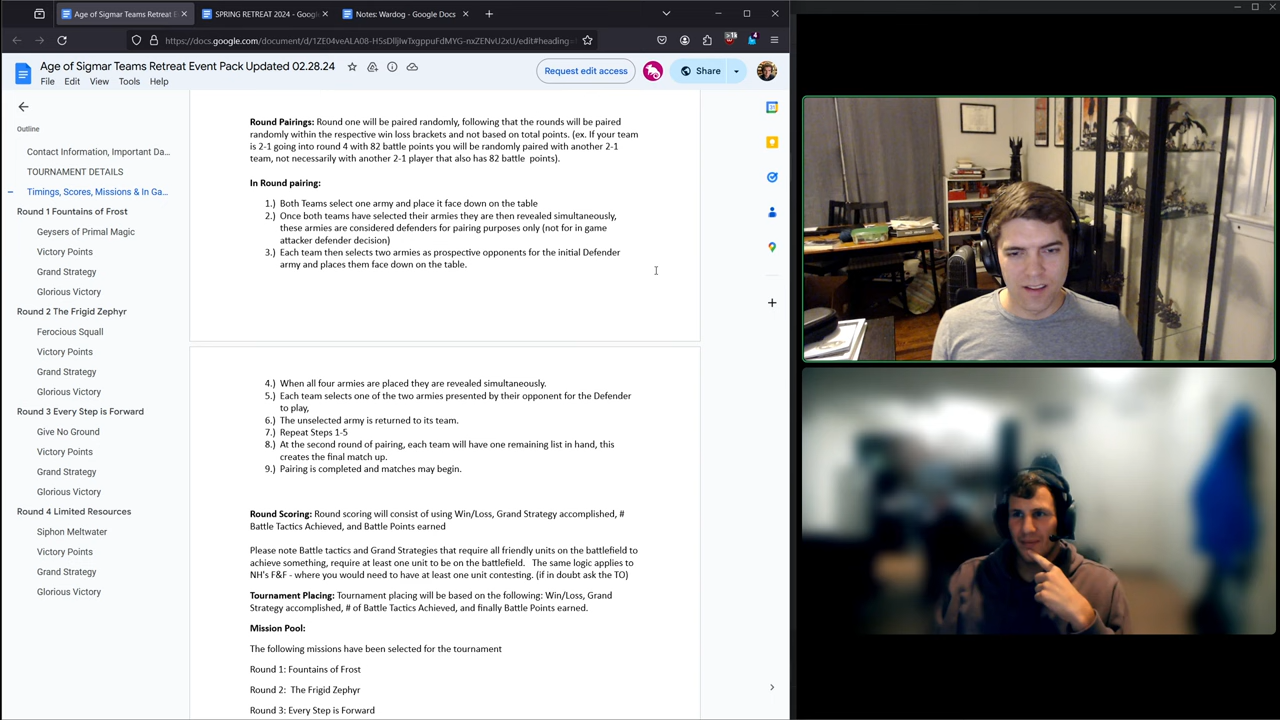 Age of Sigmar Teams Retreat E
SPRING RETREAT 2024 - Googl
Notes: Wardog - Google Docs
https://docs.google.com/document/d/1ZE04veALA08-H5sDlljIwTxgppuFdMYG-nxZENvU2xU/edit#heading=
Age of Sigmar Teams Retreat Event Pack Updated 02.28.24
File Edit View Tools Help
Request edit access
Share
Outline
Contact Information, Important Da...
TOURNAMENT DETAILS
Timings, Scores, Missions & In Ga...
Round 1 Fountains of Frost
Geysers of Primal Magic
Victory Points
Grand Strategy
Glorious Victory
Round 2 The Frigid Zephyr
Ferocious Squall
Victory Points
Grand Strategy
Glorious Victory
Round 3 Every Step is Forward
Give No Ground
Victory Points
Grand Strategy
Glorious Victory
Round 4 Limited Resources
Siphon Meltwater
Victory Points
Grand Strategy
Glorious Victory
Round Pairings: Round one will be paired randomly, following that the rounds will be paired
randomly within the respective win loss brackets and not based on total points. (ex. If your team
is 2-1 going into round 4 with 82 battle points you will be randomly paired with another 2-1
team, not necessarily with another 2-1 player that also has 82 battle points).
In Round pairing:
1.) Both Teams select one army and place it face down on the table
2.) Once both teams have selected their armies they are then revealed simultaneously,
these armies are considered defenders for pairing purposes only (not for in game
attacker defender decision)
3.) Each team then selects two armies as prospective opponents for the initial Defender
army and places them face down on the table.
4.) When all four armies are placed they are revealed simultaneously.
5.) Each team selects one of the two armies presented by their opponent for the Defender
to play,
6.) The unselected army is returned to its team.
7.) Repeat Steps 1-5
8.) At the second round of pairing, each team will have one remaining list in hand, this
creates the final match up.
9.) Pairing is completed and matches may begin.
Round Scoring: Round scoring will consist of using Win/Loss, Grand Strategy accomplished, #
Battle Tactics Achieved, and Battle Points earned
Please note Battle tactics and Grand Strategies that require all friendly units on the battlefield to
achieve something, require at least one unit to be on the battlefield. The same logic applies to
NH's F&F - where you would need to have at least one unit contesting. (if in doubt ask the TO)
Tournament Placing: Tournament placing will be based on the following: Win/Loss, Grand
Strategy accomplished, # of Battle Tactics Achieved, and finally Battle Points earned.
Mission Pool:
The following missions have been selected for the tournament
Round 1: Fountains of Frost
Round 2: The Frigid Zephyr
Round 3: Every Step is Forward